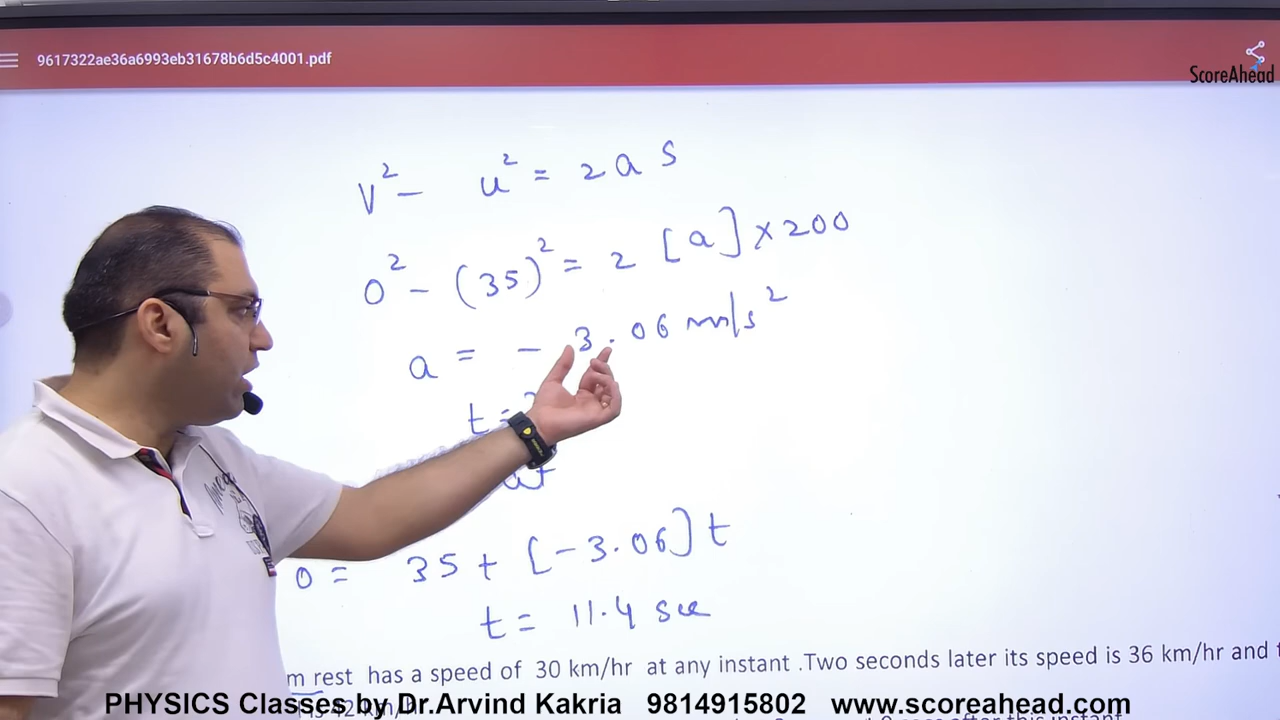 9617322ae36a6993eb31678b6d5c4001.pdf
ScoreAhead
V² - u² = 2 a s
0² - (35)² = 2 [a] × 200
a = - 3.06 m/s²
t =
at
0 = 35 + [-3.06] t
t = 11.4 sec
m rest has a speed of 30 km/hr at any instant .Two seconds later its speed is 36 km/hr and
PHYSICS Classes by Dr.Arvind Kakria 9814915802 www.scoreahead.com